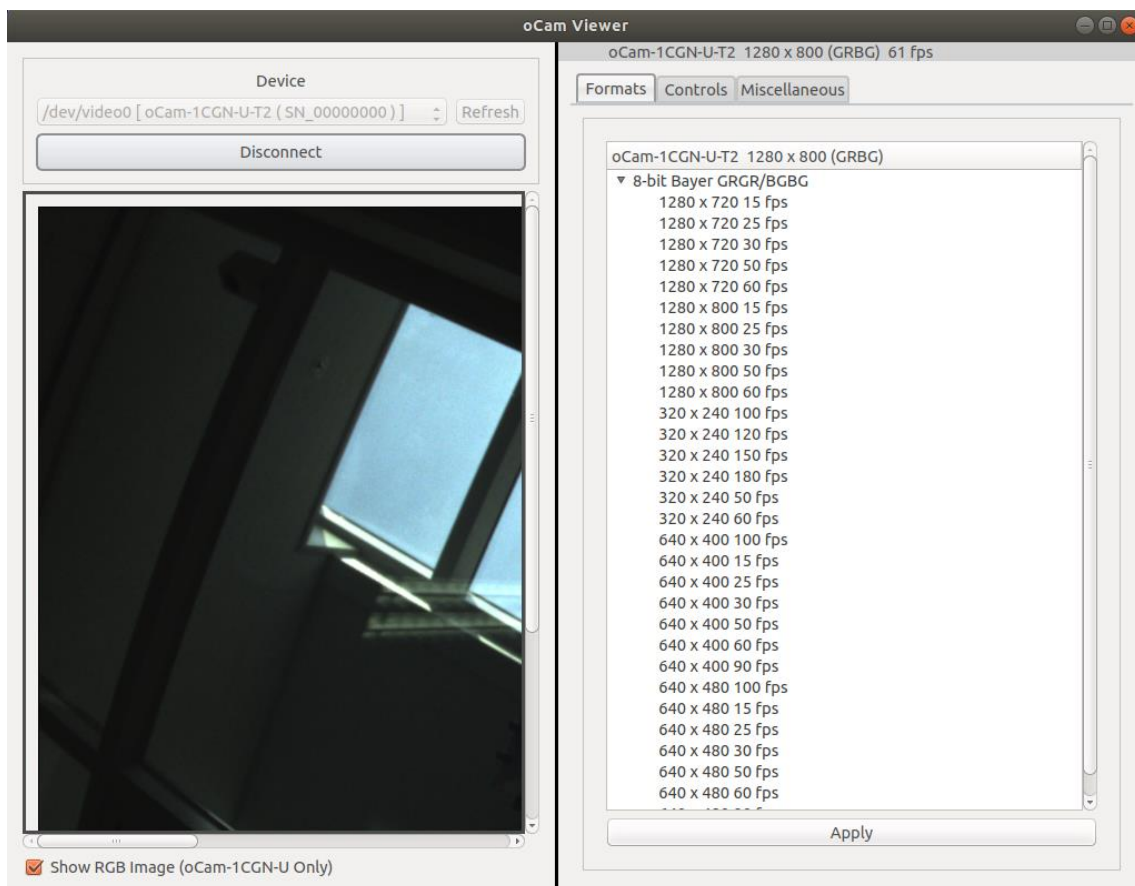 oCam Viewer
Device
/dev/video0 [ oCam-1CGN-U-T2 ( SN_00000000 ) ]
Refresh
Disconnect
Show RGB Image (oCam-1CGN-U Only)
oCam-1CGN-U-T2 1280 x 800 (GRBG) 61 fps
Formats Controls Miscellaneous
oCam-1CGN-U-T2 1280 x 800 (GRBG)
8-bit Bayer GRGR/BGBG
1280 x 720 15 fps
1280 x 720 25 fps
1280 x 720 30 fps
1280 x 720 50 fps
1280 x 720 60 fps
1280 x 800 15 fps
1280 x 800 25 fps
1280 x 800 30 fps
1280 x 800 50 fps
1280 x 800 60 fps
320 x 240 100 fps
320 x 240 120 fps
320 x 240 150 fps
320 x 240 180 fps
320 x 240 50 fps
320 x 240 60 fps
640 x 400 100 fps
640 x 400 15 fps
640 x 400 25 fps
640 x 400 30 fps
640 x 400 50 fps
640 x 400 60 fps
640 x 400 90 fps
640 x 480 100 fps
640 x 480 15 fps
640 x 480 25 fps
640 x 480 30 fps
640 x 480 50 fps
640 x 480 60 fps
Apply